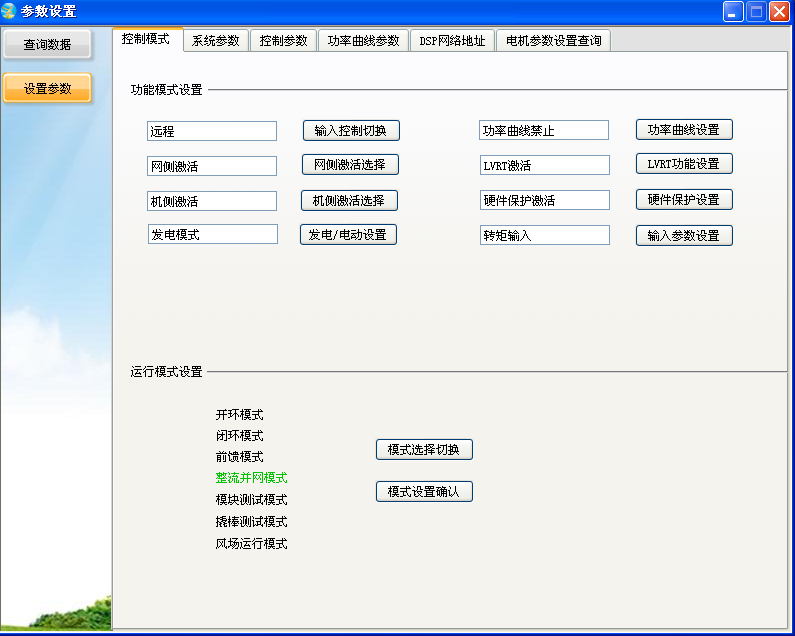 参数设置
查询数据
设置参数
控制模式 系统参数 控制参数 功率曲线参数 DSP网络地址 电机参数设置查询
功能模式设置
远程 输入控制切换 功率曲线禁止 功率曲线设置
网侧激活 网侧激活选择 LVRT激活 LVRT功能设置
机侧激活 机侧激活选择 硬件保护激活 硬件保护设置
发电模式 发电/电动设置 转矩输入 输入参数设置
运行模式设置
开环模式
闭环模式
前馈模式
整流并网模式
模块测试模式
撬棒测试模式
风场运行模式
模式选择切换
模式设置确认